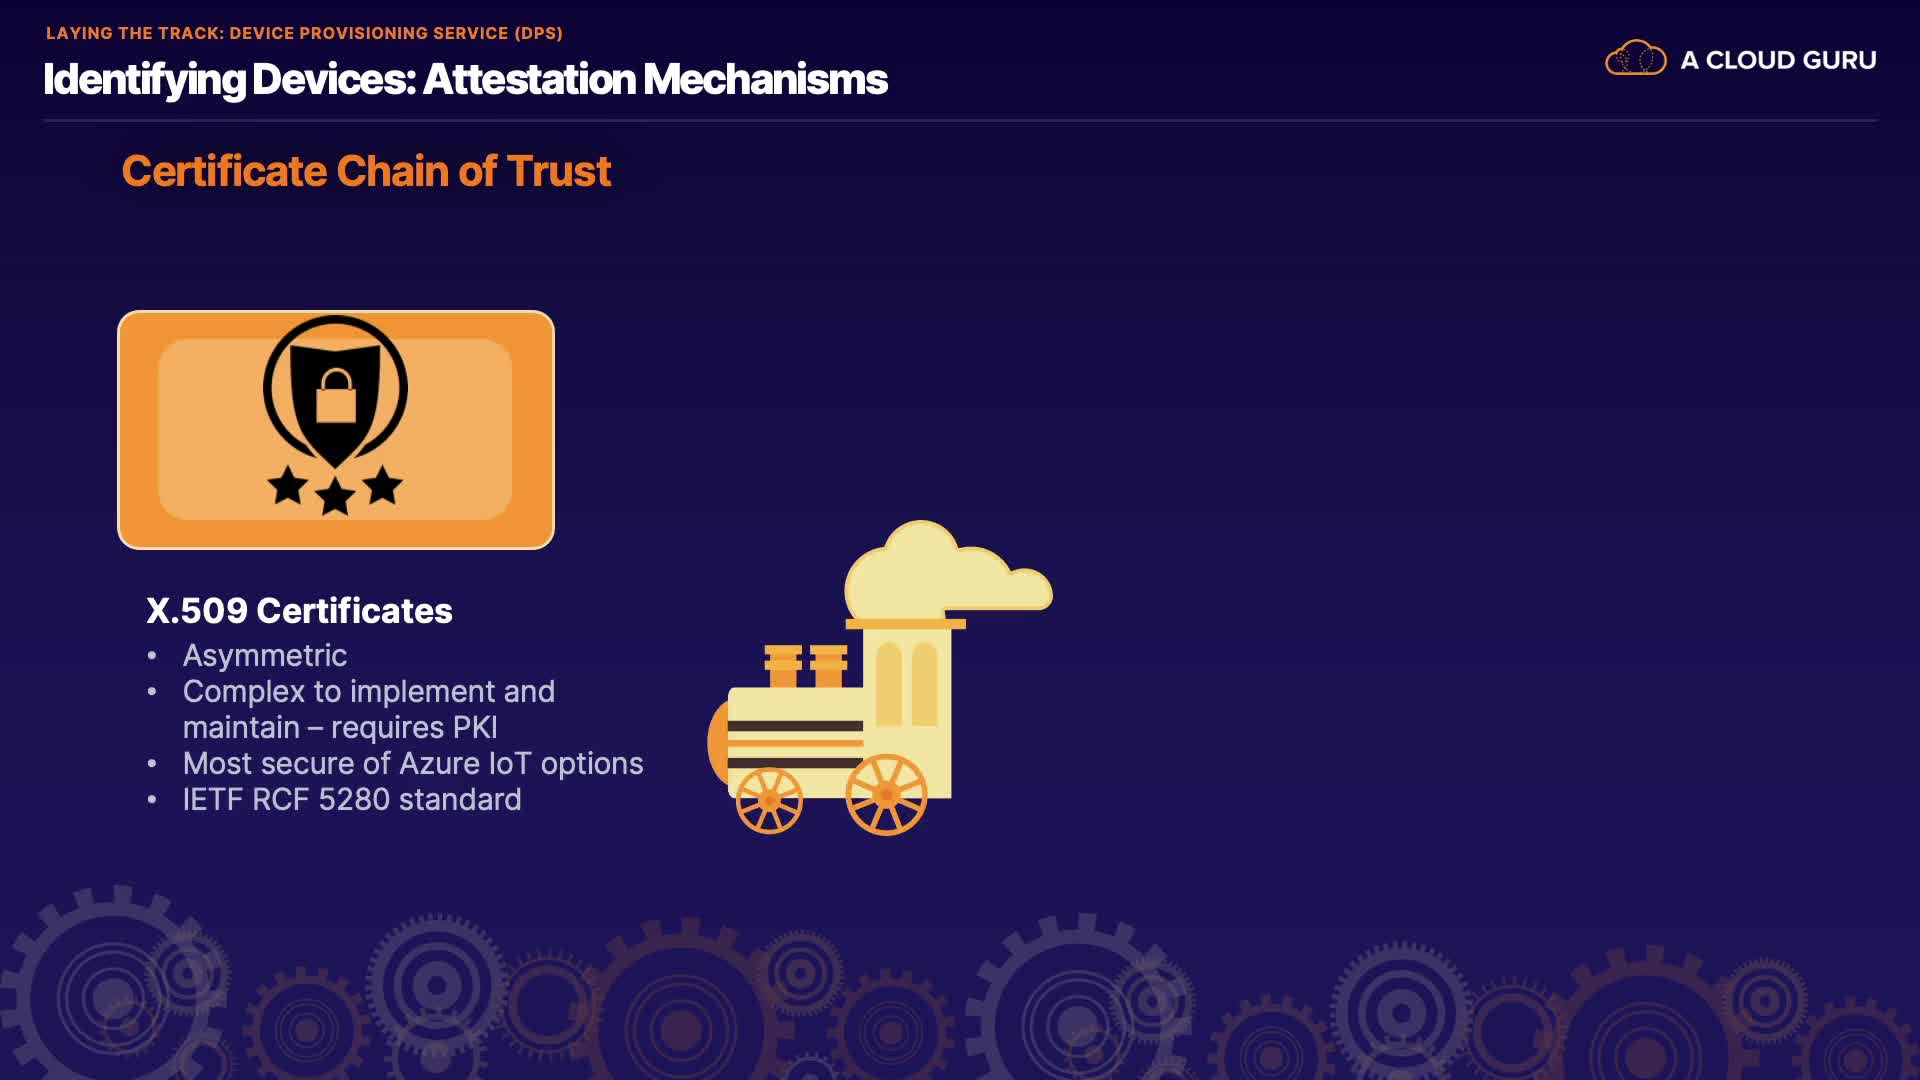 LAYING THE TRACK: DEVICE PROVISIONING SERVICE (DPS)
Identifying Devices: Attestation Mechanisms
A CLOUD GURU
Certificate Chain of Trust
X.509 Certificates
• Asymmetric
• Complex to implement and
maintain – requires PKI
• Most secure of Azure IoT options
• IETF RCF 5280 standard